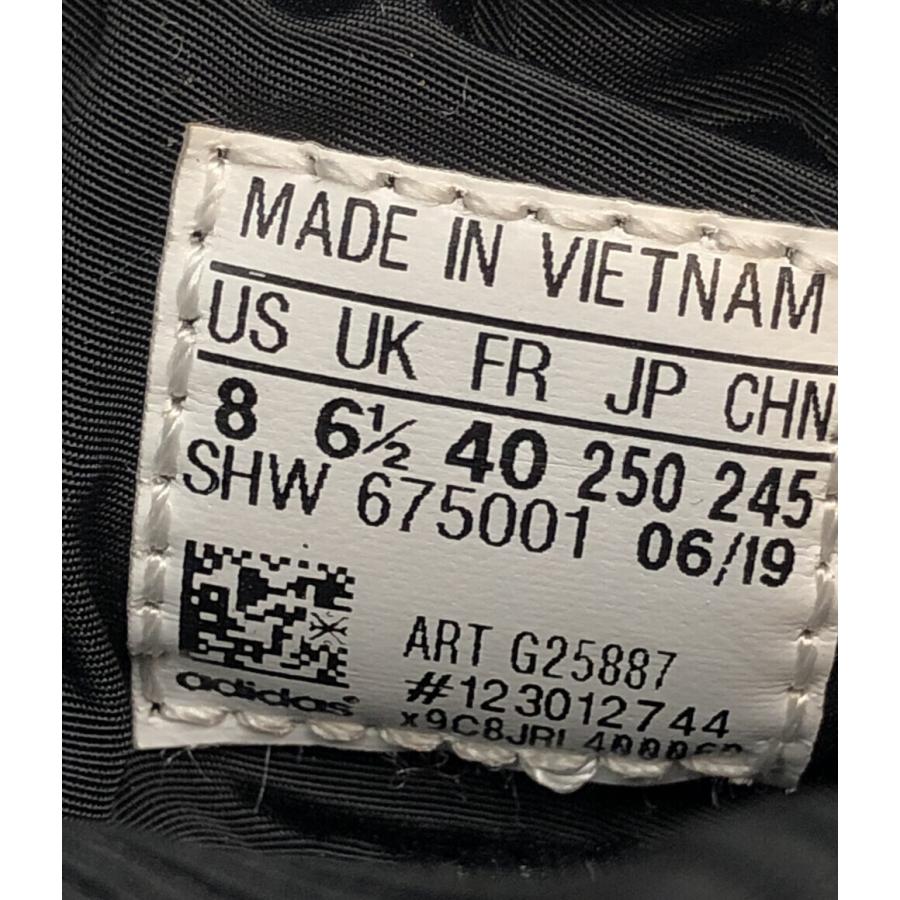 MADE IN VIETNAM
US UK FR JP CHN
8 6½ 40 250 245
SHW 675001 06/19
ART G25887
#123012744
adidas